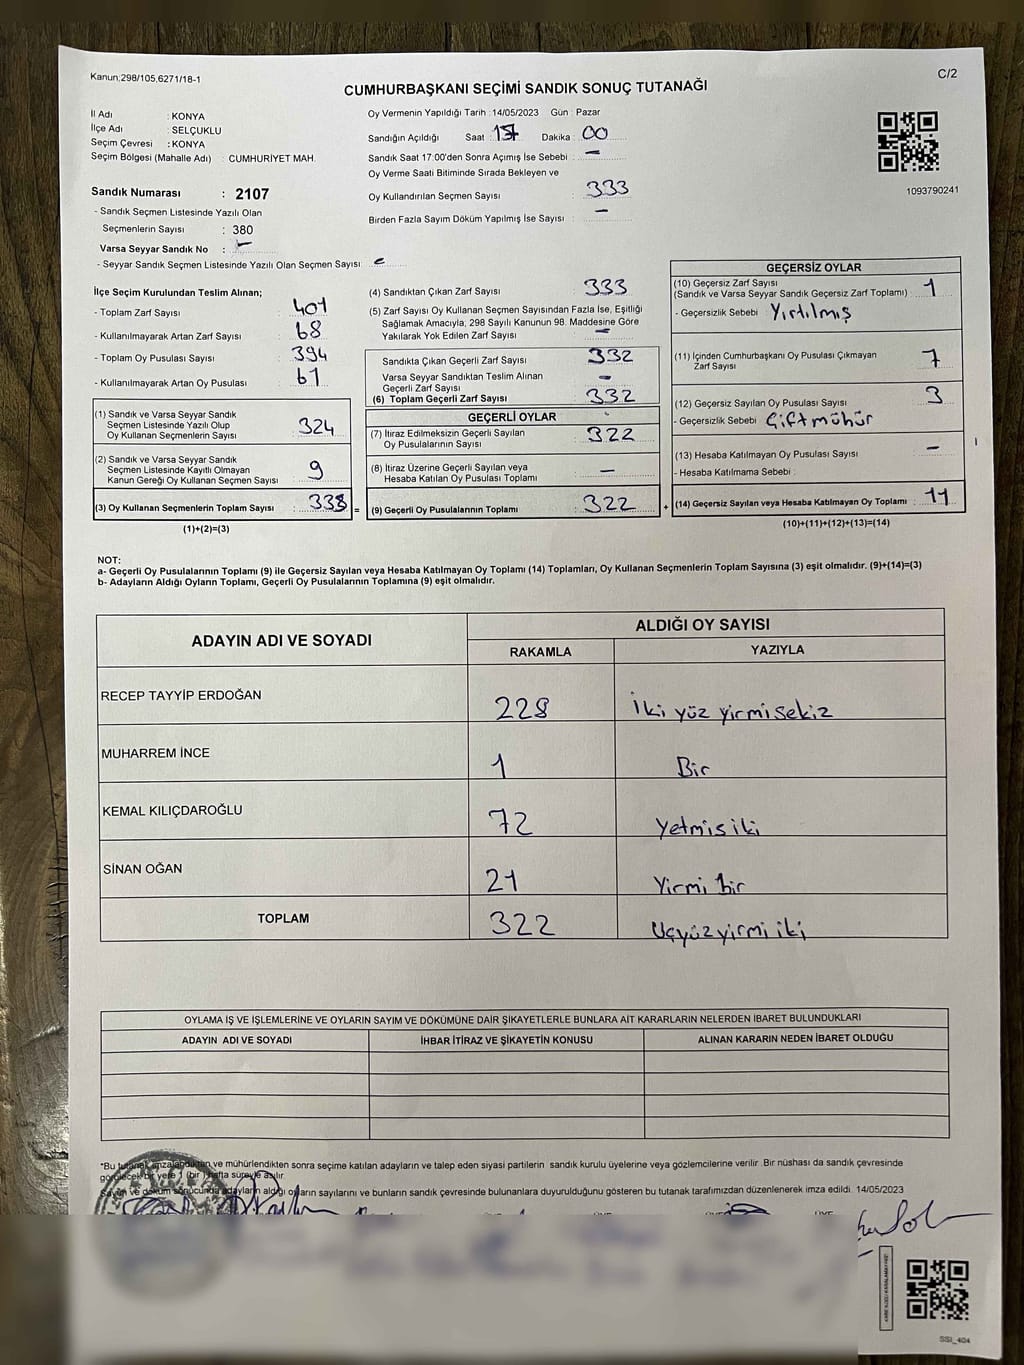 Kanun;298/105,6271/18-1
C/2
CUMHURBAŞKANI SEÇİMİ SANDIK SONUÇ TUTANAĞI
İl Adı : KONYA
İlçe Adı : SELÇUKLU
Seçim Çevresi : KONYA
Seçim Bölgesi (Mahalle Adı) : CUMHURİYET MAH.
Oy Vermenin Yapıldığı Tarih : 14/05/2023 Gün : Pazar
Sandığın Açıldığı Saat : 17 Dakika : 00
Sandık Saat 17:00'den Sonra Açımış İse Sebebi : —
Oy Verme Saati Bitiminde Sırada Bekleyen ve
Oy Kullandırılan Seçmen Sayısı : 333
Birden Fazla Sayım Döküm Yapılmış İse Sayısı : —
1093790241
Sandık Numarası : 2107
- Sandık Seçmen Listesinde Yazılı Olan
Seçmenlerin Sayısı : 380
Varsa Seyyar Sandık No : —
- Seyyar Sandık Seçmen Listesinde Yazılı Olan Seçmen Sayısı:
İlçe Seçim Kurulundan Teslim Alınan;
- Toplam Zarf Sayısı : 401
- Kullanılmayarak Artan Zarf Sayısı : 68
- Toplam Oy Pusulası Sayısı : 394
- Kullanılmayarak Artan Oy Pusulası : 61
(1) Sandık ve Varsa Seyyar Sandık
Seçmen Listesinde Yazılı Olup
Oy Kullanan Seçmenlerin Sayısı : 324
(2) Sandık ve Varsa Seyyar Sandık
Seçmen Listesinde Kayıtlı Olmayan
Kanun Gereği Oy Kullanan Seçmen Sayısı : 9
(3) Oy Kullanan Seçmenlerin Toplam Sayısı : 333 =
(1)+(2)=(3)
(4) Sandıktan Çıkan Zarf Sayısı : 333
(5) Zarf Sayısı Oy Kullanan Seçmen Sayısından Fazla İse, Eşitliği
Sağlamak Amacıyla, 298 Sayılı Kanunun 98. Maddesine Göre
Yakılarak Yok Edilen Zarf Sayısı : —
Sandıkta Çıkan Geçerli Zarf Sayısı : 332
Varsa Seyyar Sandıktan Teslim Alınan
Geçerli Zarf Sayısı : —
(6) Toplam Geçerli Zarf Sayısı : 332
GEÇERLİ OYLAR
(7) İtiraz Edilmeksizin Geçerli Sayılan
Oy Pusulalarının Sayısı : 322
(8) İtiraz Üzerine Geçerli Sayılan veya
Hesaba Katılan Oy Pusulası Toplamı : —
(9) Geçerli Oy Pusulalarının Toplamı : 322 +
GEÇERSİZ OYLAR
(10) Geçersiz Zarf Sayısı
(Sandık ve Varsa Seyyar Sandık Geçersiz Zarf Toplamı) : 1
- Geçersizlik Sebebi : Yırtılmış
(11) İçinden Cumhurbaşkanı Oy Pusulası Çıkmayan
Zarf Sayısı : 7
(12) Geçersiz Sayılan Oy Pusulası Sayısı : 3
- Geçersizlik Sebebi Çift mühür
(13) Hesaba Katılmayan Oy Pusulası Sayısı : —
- Hesaba Katılmama Sebebi :
(14) Geçersiz Sayılan veya Hesaba Katılmayan Oy Toplamı : 11
(10)+(11)+(12)+(13)=(14)
NOT:
a- Geçerli Oy Pusulalarının Toplamı (9) ile Geçersiz Sayılan veya Hesaba Katılmayan Oy Toplamı (14) Toplamları, Oy Kullanan Seçmenlerin Toplam Sayısına (3) eşit olmalıdır. (9)+(14)=(3)
b- Adayların Aldığı Oyların Toplamı, Geçerli Oy Pusulalarının Toplamına (9) eşit olmalıdır.
ADAYIN ADI VE SOYADI
ALDIĞI OY SAYISI
RAKAMLA YAZIYLA
RECEP TAYYİP ERDOĞAN 228 İki yüz yirmi sekiz
MUHARREM İNCE 1 Bir
KEMAL KILIÇDAROĞLU 72 Yetmis iki
SİNAN OĞAN 21 Yirmi bir
TOPLAM 322 Üçyüz yirmi iki
OYLAMA İŞ VE İŞLEMLERİNE VE OYLARIN SAYIM VE DÖKÜMÜNE DAİR ŞİKAYETLERLE BUNLARA AİT KARARLARIN NELERDEN İBARET BULUNDUKLARI
ADAYIN ADI VE SOYADI İHBAR İTİRAZ VE ŞİKAYETİN KONUSU ALINAN KARARIN NEDEN İBARET OLDUĞU
*Bu tutanak imzalandıktan ve mühürlendikten sonra seçime katılan adayların ve talep eden siyasi partilerin sandık kurulu üyelerine veya gözlemcilerine verilir .Bir nüshası da sandık çevresinde
görülecek bir yere 1 (bir ) hafta süreyle asılır.
Sayım ve döküm sonucunda adayların aldığı oyların sayılarını ve bunların sandık çevresinde bulunanlara duyurulduğunu gösteren bu tutanak tarafımızdan düzenlenerek imza edildi. 14/05/2023
SSI_404